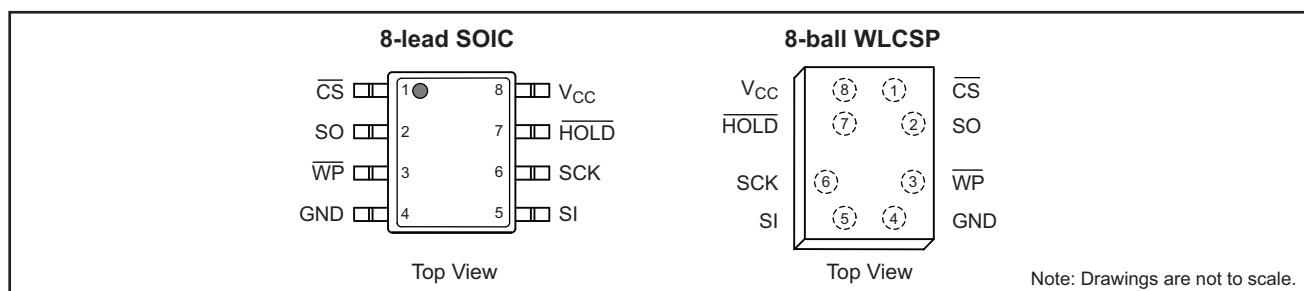 8-lead SOIC
CS 1 8 VCC
SO 2 7 HOLD
WP 3 6 SCK
GND 4 5 SI
Top View
8-ball WLCSP
VCC 8 1 CS
HOLD 7 2 SO
SCK 6 3 WP
SI 5 4 GND
Top View
Note: Drawings are not to scale.